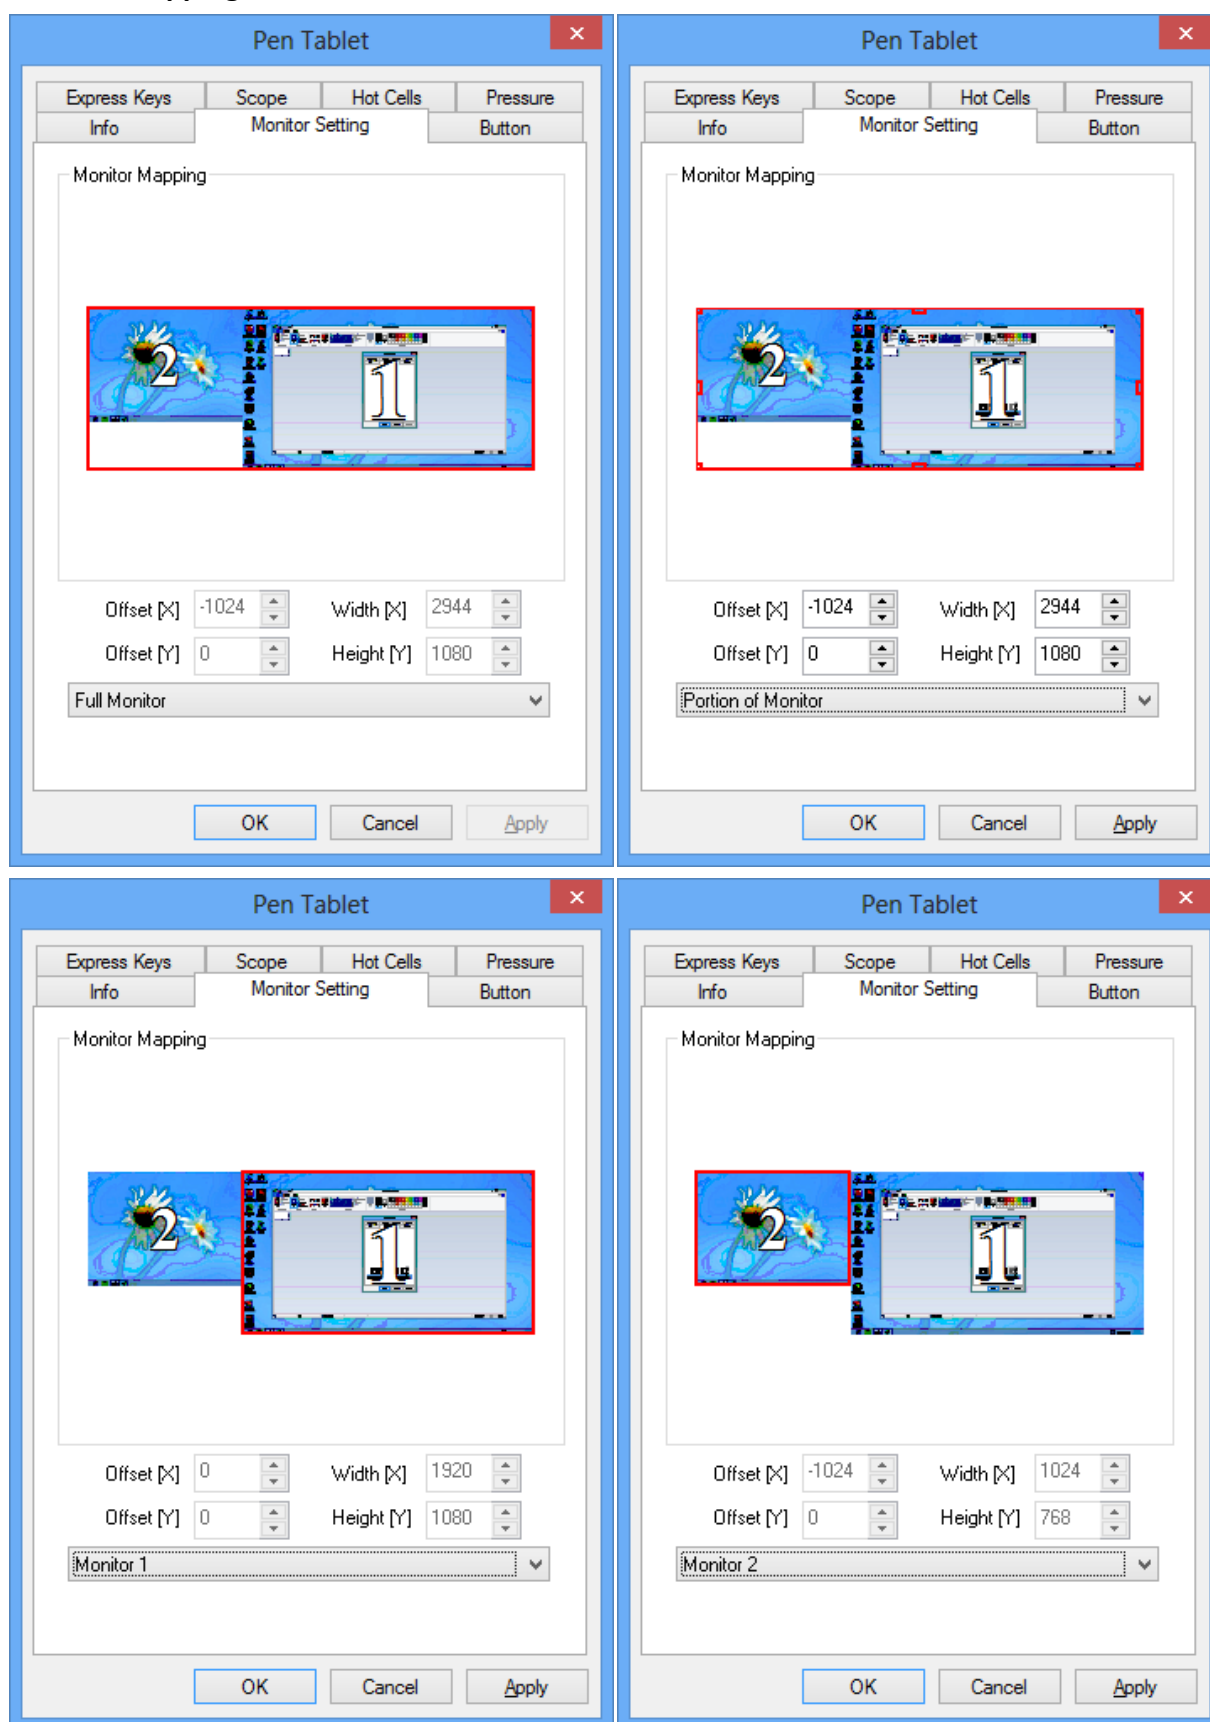 Pen Tablet
Express Keys Scope Hot Cells Pressure
Info Monitor Setting Button
Monitor Mapping
2 1
Offset [X] -1024 Width [X] 2944
Offset [Y] 0 Height [Y] 1080
Full Monitor
OK Cancel Apply
Pen Tablet
Express Keys Scope Hot Cells Pressure
Info Monitor Setting Button
Monitor Mapping
2 1
Offset [X] -1024 Width [X] 2944
Offset [Y] 0 Height [Y] 1080
Portion of Monitor
OK Cancel Apply
Pen Tablet
Express Keys Scope Hot Cells Pressure
Info Monitor Setting Button
Monitor Mapping
2 1
Offset [X] 0 Width [X] 1920
Offset [Y] 0 Height [Y] 1080
Monitor 1
OK Cancel Apply
Pen Tablet
Express Keys Scope Hot Cells Pressure
Info Monitor Setting Button
Monitor Mapping
2 1
Offset [X] -1024 Width [X] 1024
Offset [Y] 0 Height [Y] 768
Monitor 2
OK Cancel Apply